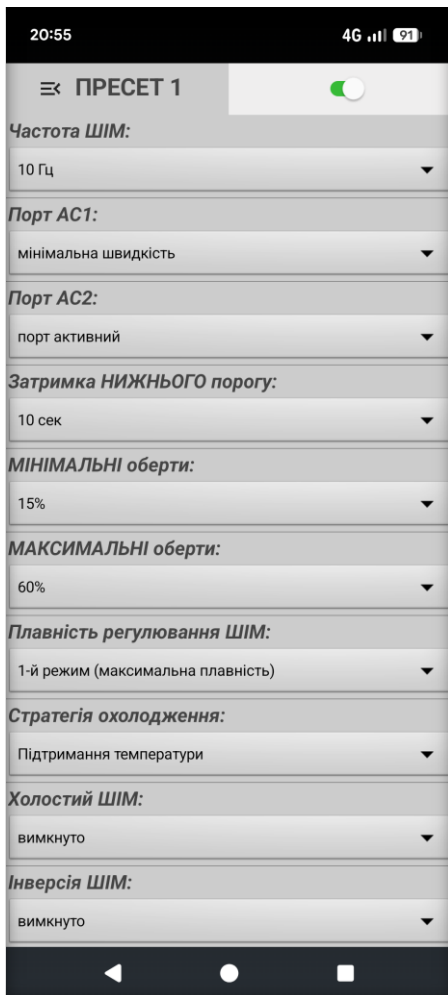 20:55 4G 91
ПРЕСЕТ 1
Частота ШІМ:
10 Гц
Порт AC1:
мінімальна швидкість
Порт AC2:
порт активний
Затримка НИЖНЬОГО порогу:
10 сек
МІНІМАЛЬНІ оберти:
15%
МАКСИМАЛЬНІ оберти:
60%
Плавність регулювання ШІМ:
1-й режим (максимальна плавність)
Стратегія охолодження:
Підтримання температури
Холостий ШІМ:
вимкнуто
Інверсія ШІМ:
вимкнуто